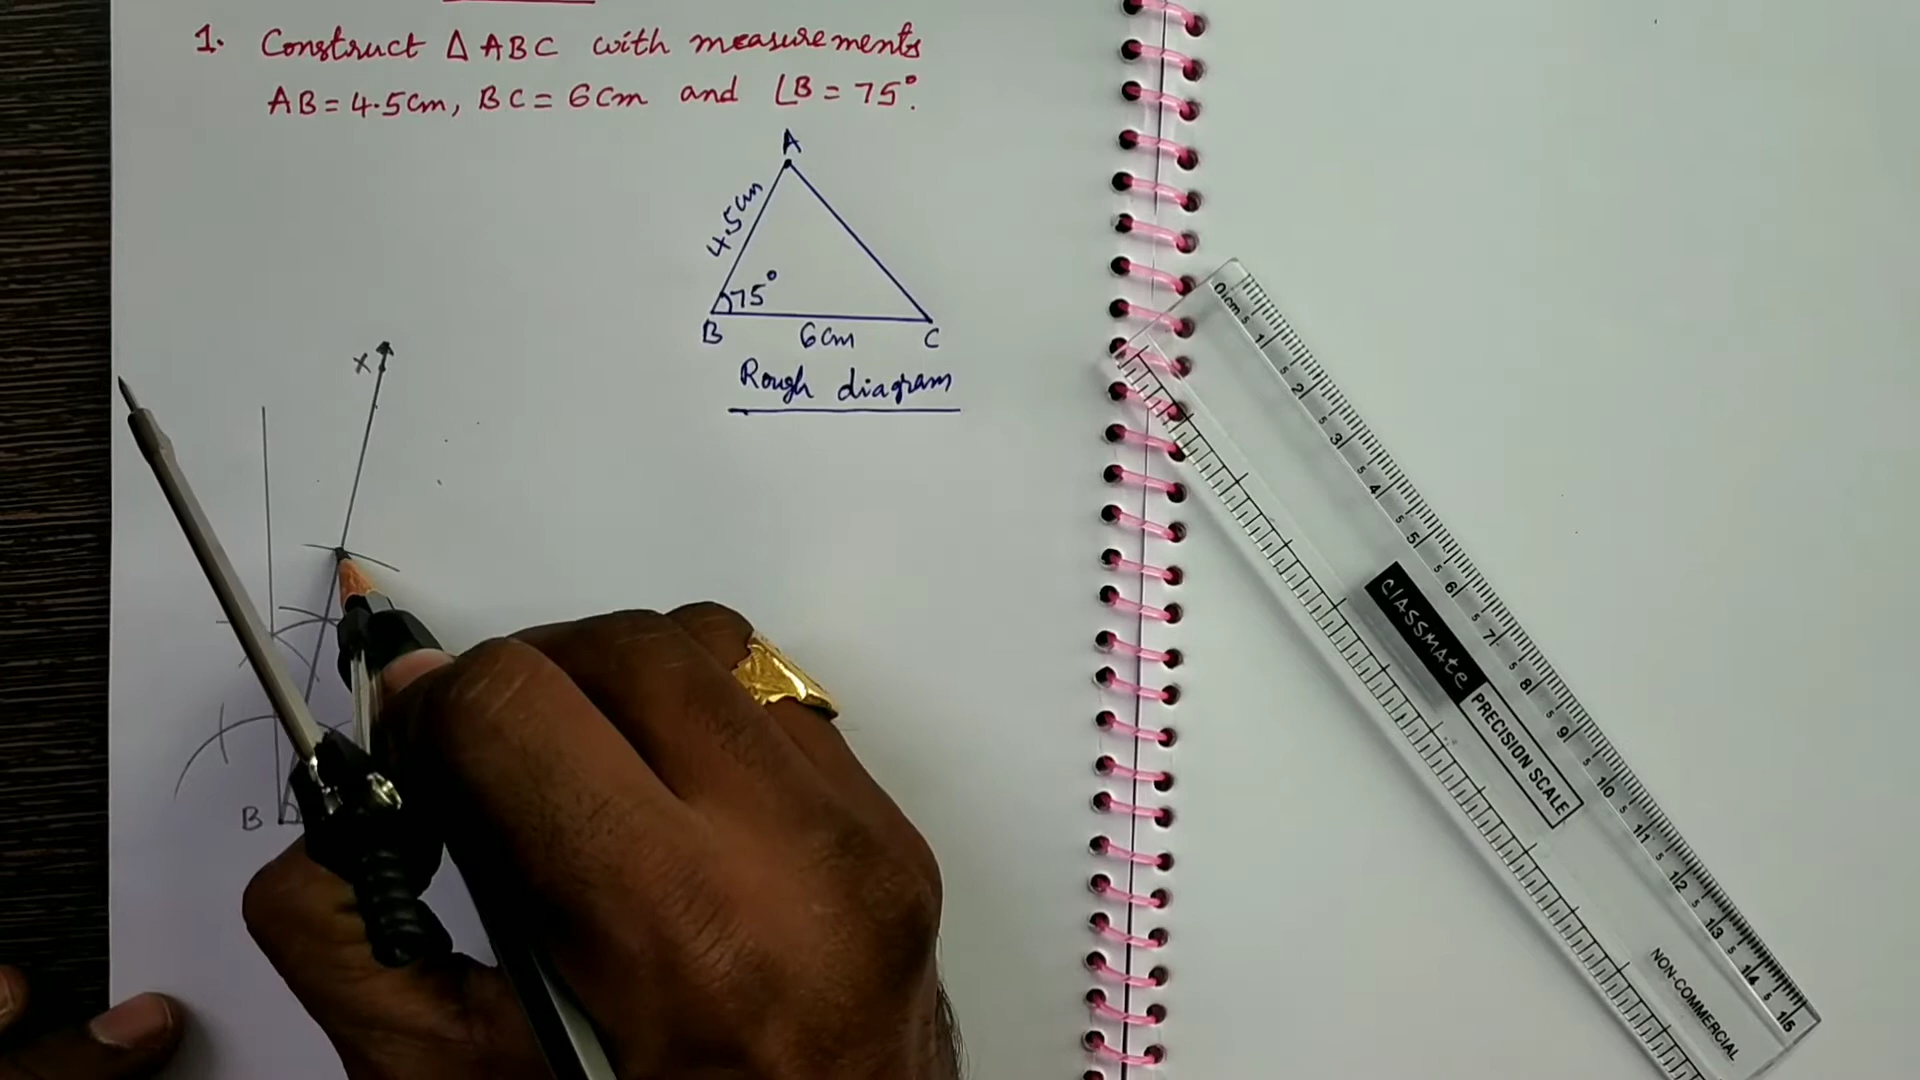 1. Construct Δ ABC with measurements
AB = 4.5cm, BC = 6cm and ∠B = 75°.
A
4.5cm
75°
B 6cm C
Rough diagram
X
B
0 cm 1 2 3 4 5 6 7 8 9 10 11 12 13 14 15
classmate PRECISION SCALE
NON-COMMERCIAL